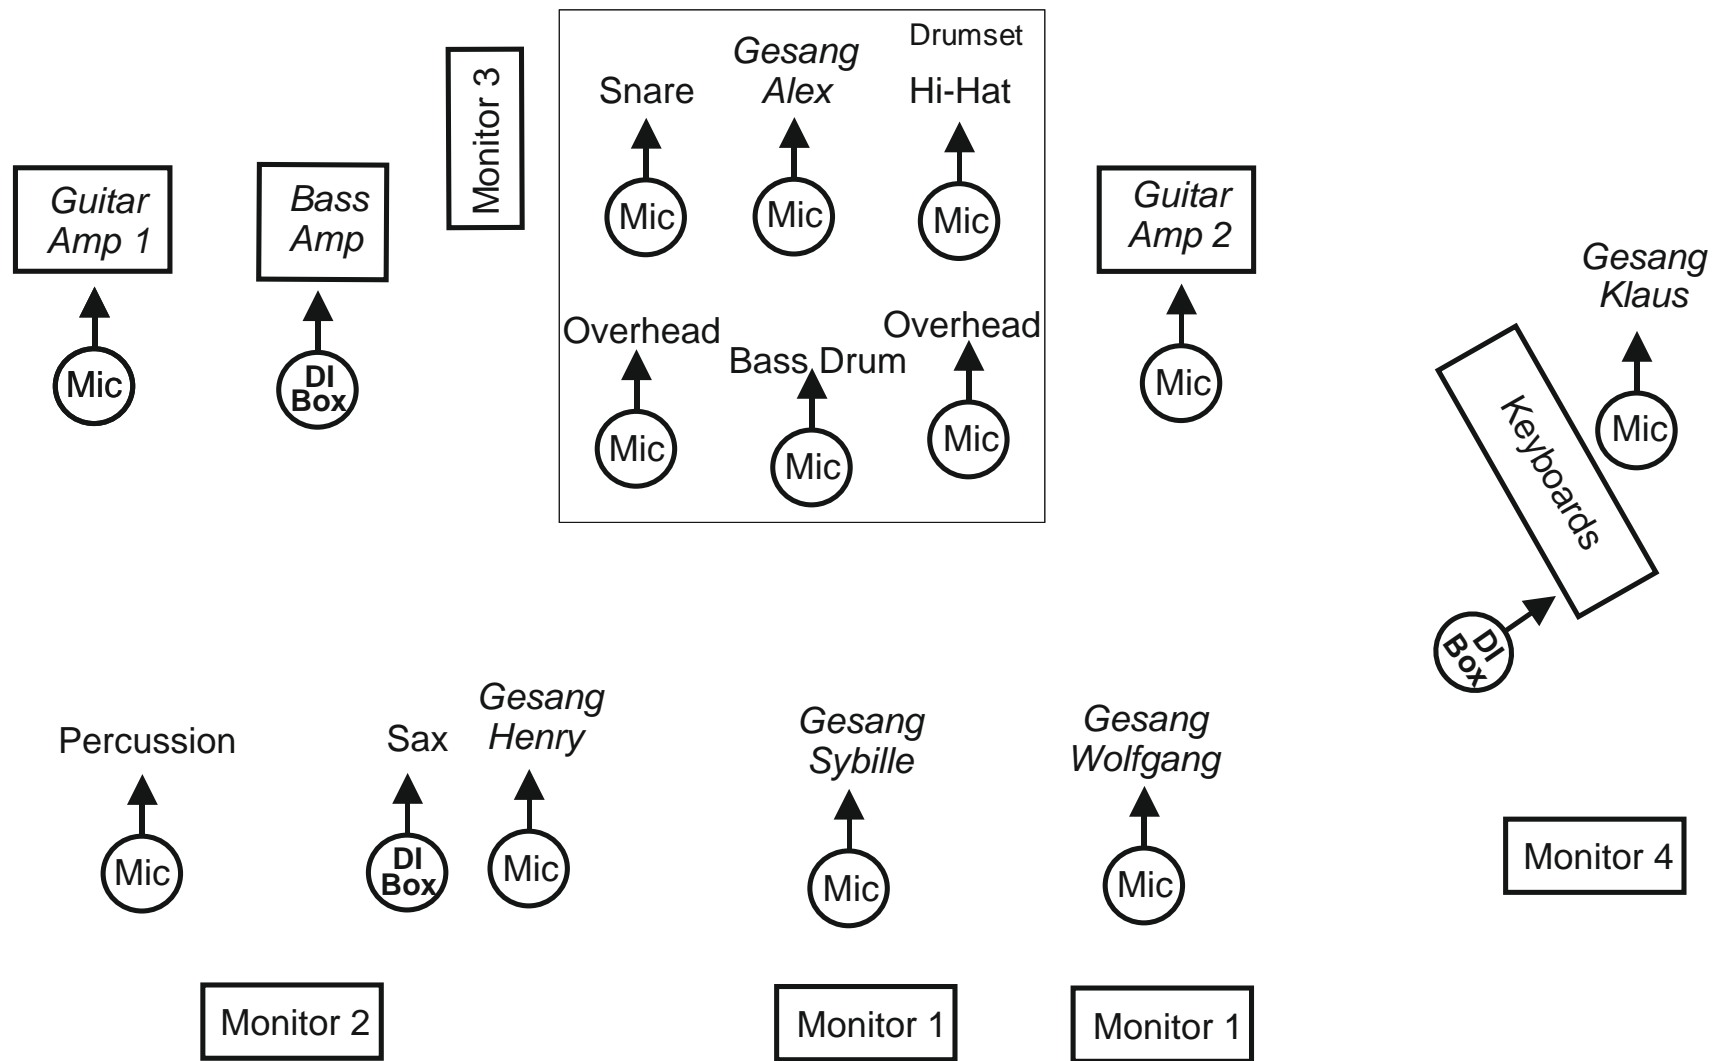 Drumset
Monitor 3
Snare
Gesang
Alex
Hi-Hat
Mic
Mic
Mic
Guitar
Amp 1
Mic
Bass
Amp
DI
Box
Overhead
Mic
Bass Drum
Mic
Overhead
Mic
Guitar
Amp 2
Mic
Gesang
Klaus
Mic
Keyboards
DI
Box
Percussion
Mic
Sax
DI
Box
Gesang
Henry
Mic
Gesang
Sybille
Mic
Gesang
Wolfgang
Mic
Monitor 4
Monitor 2
Monitor 1
Monitor 1